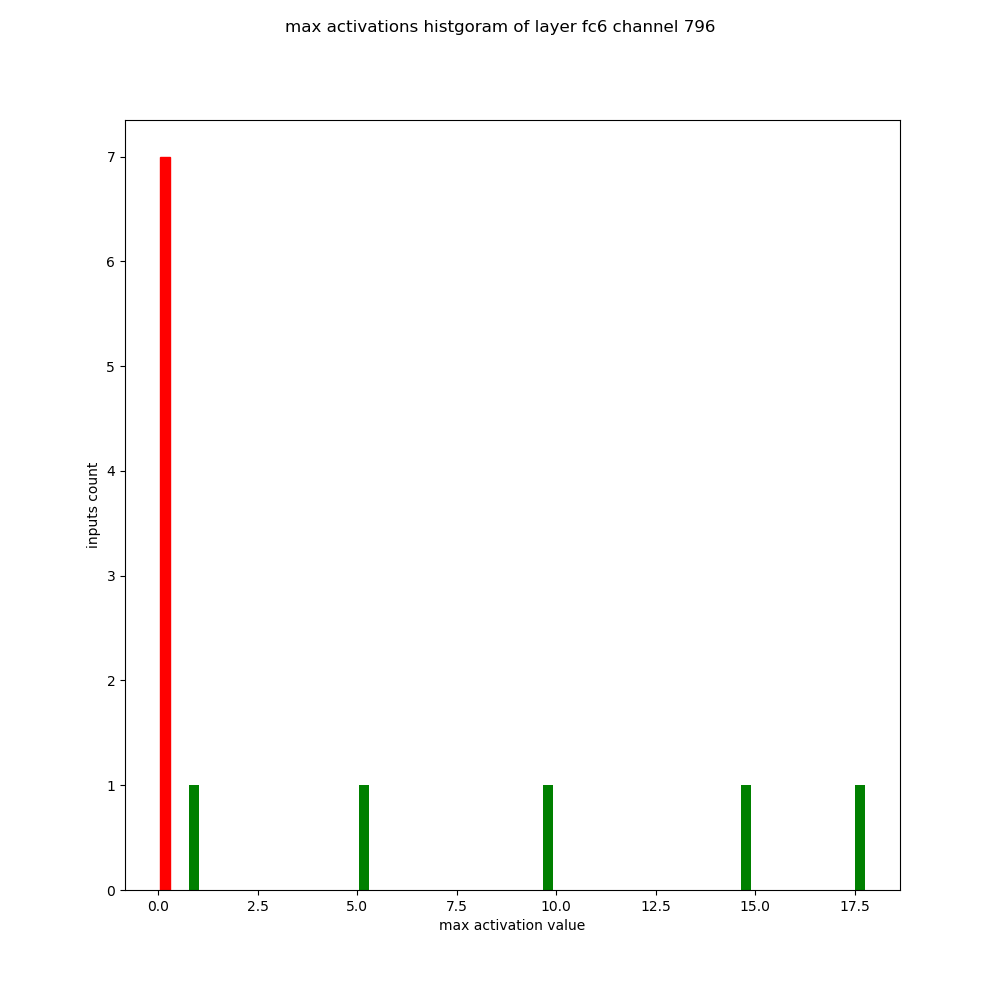 max activations histgoram of layer fc6 channel 796
7
6
5
4
3
2
1
0
inputs count
0.0 2.5 5.0 7.5 10.0 12.5 15.0 17.5
max activation value